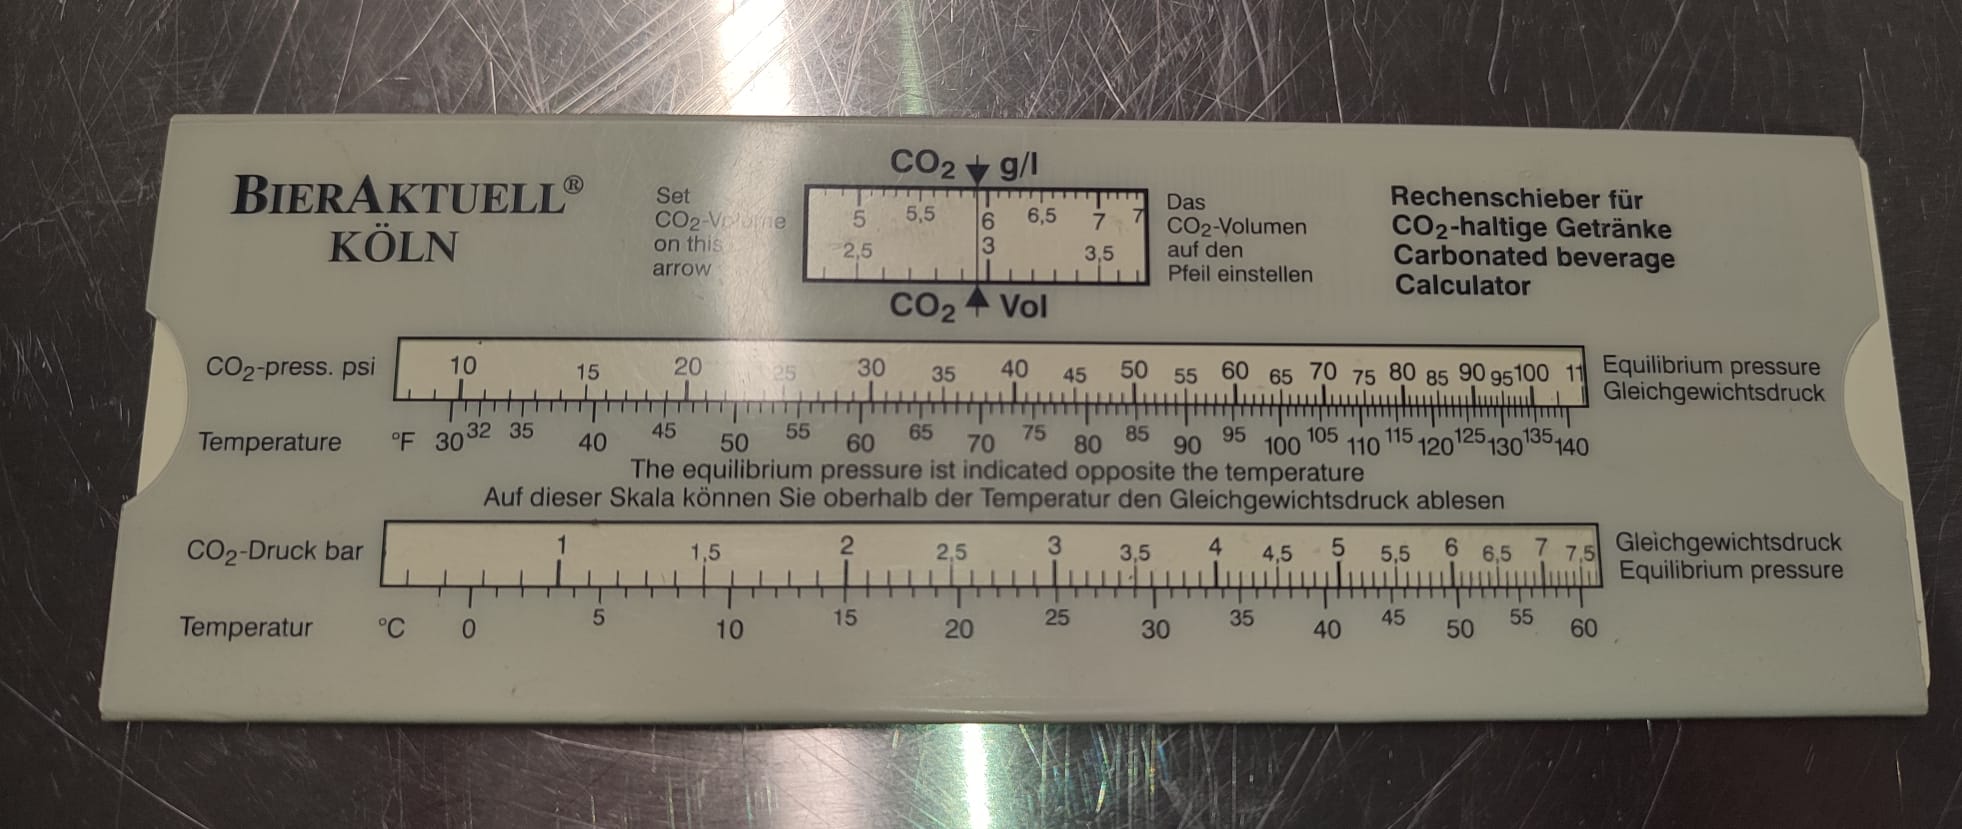 BIERAKTUELL®
KÖLN
Set
CO2-Volume
on this
arrow
CO2 g/l
5 5,5 6 6,5 7 7
2,5 3 3,5
CO2 Vol
Das
CO2-Volumen
auf den
Pfeil einstellen
Rechenschieber für
CO2-haltige Getränke
Carbonated beverage
Calculator
CO2-press. psi 10 15 20 25 30 35 40 45 50 55 60 65 70 75 80 85 90 95 100 11 Equilibrium pressure
Gleichgewichtsdruck
Temperature °F 30 32 35 40 45 50 55 60 65 70 75 80 85 90 95 100 105 110 115 120 125 130 135 140
The equilibrium pressure ist indicated opposite the temperature
Auf dieser Skala können Sie oberhalb der Temperatur den Gleichgewichtsdruck ablesen
CO2-Druck bar 1 1,5 2 2,5 3 3,5 4 4,5 5 5,5 6 6,5 7 7,5 Gleichgewichtsdruck
Equilibrium pressure
Temperatur °C 0 5 10 15 20 25 30 35 40 45 50 55 60